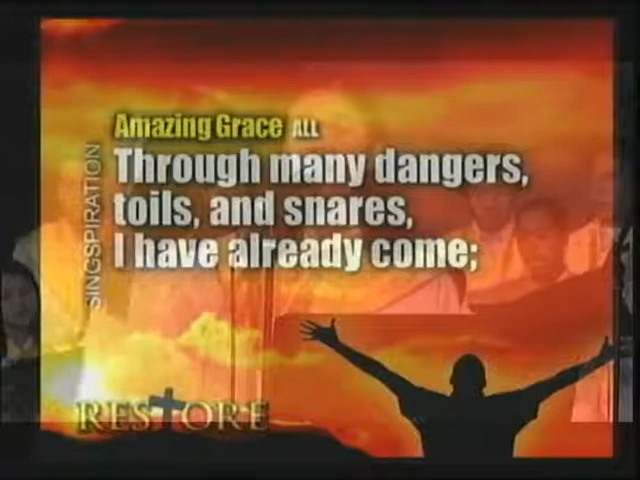 Amazing Grace ALL
Through many dangers,
toils, and snares,
I have already come;
SINGSPIRATION
RESTORE